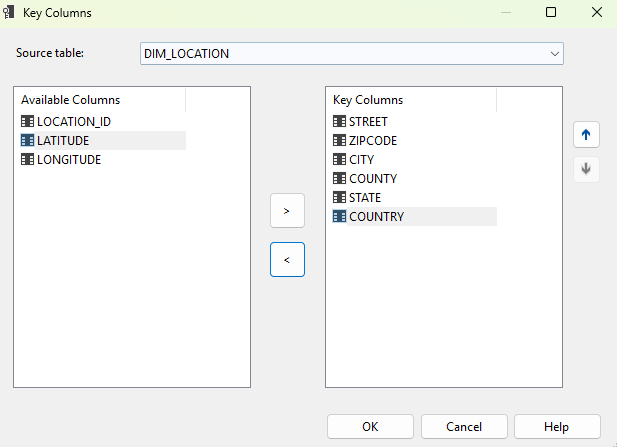 Key Columns
Source table:
DIM_LOCATION
Available Columns
LOCATION_ID
LATITUDE
LONGITUDE
>
<
Key Columns
STREET
ZIPCODE
CITY
COUNTY
STATE
COUNTRY
OK
Cancel
Help